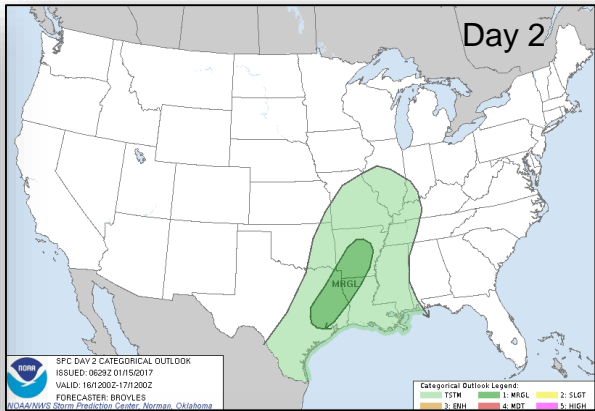 Day 2
MRGL
NOAA
SPC DAY 2 CATEGORICAL OUTLOOK
ISSUED: 0629Z 01/15/2017
VALID: 16/1200Z-17/1200Z
FORECASTER: BROYLES
NOAA/NWS Storm Prediction Center, Norman, Oklahoma
Categorical Outlook Legend:
TSTM 1: MRGL 2: SLGT
3: ENH 4: MDT 5: HIGH